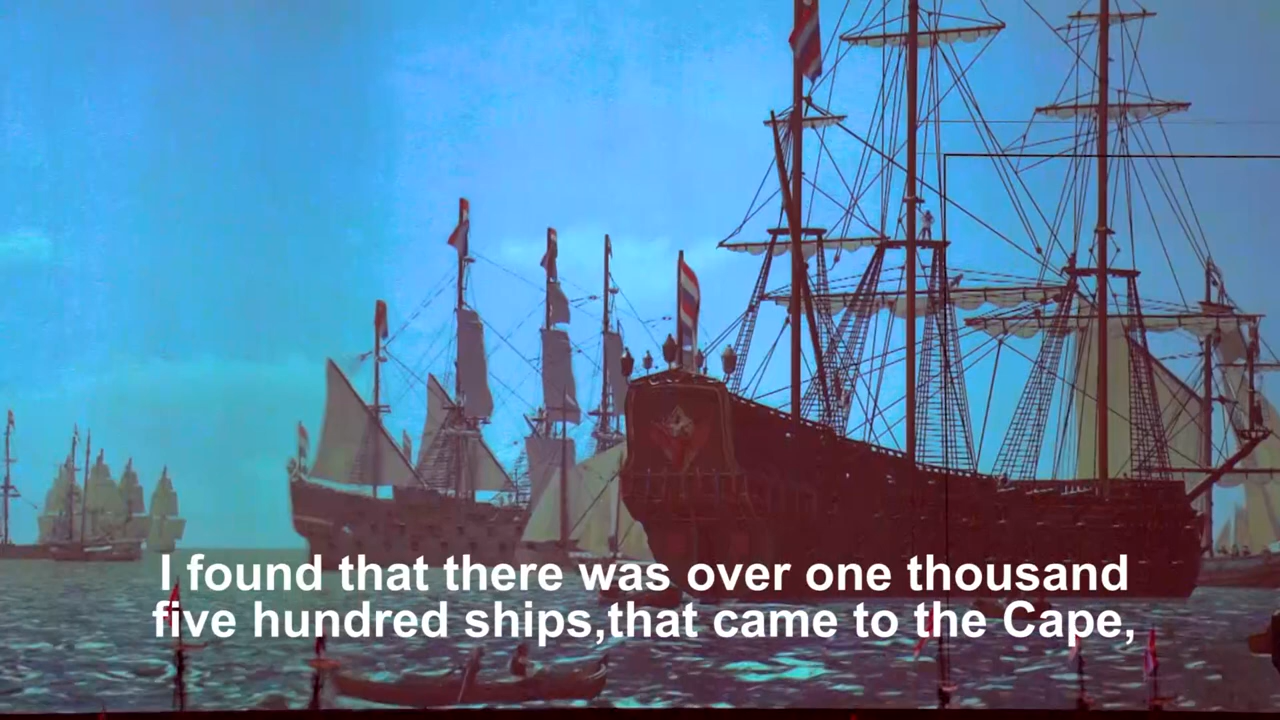 I found that there was over one thousand
five hundred ships,that came to the Cape,